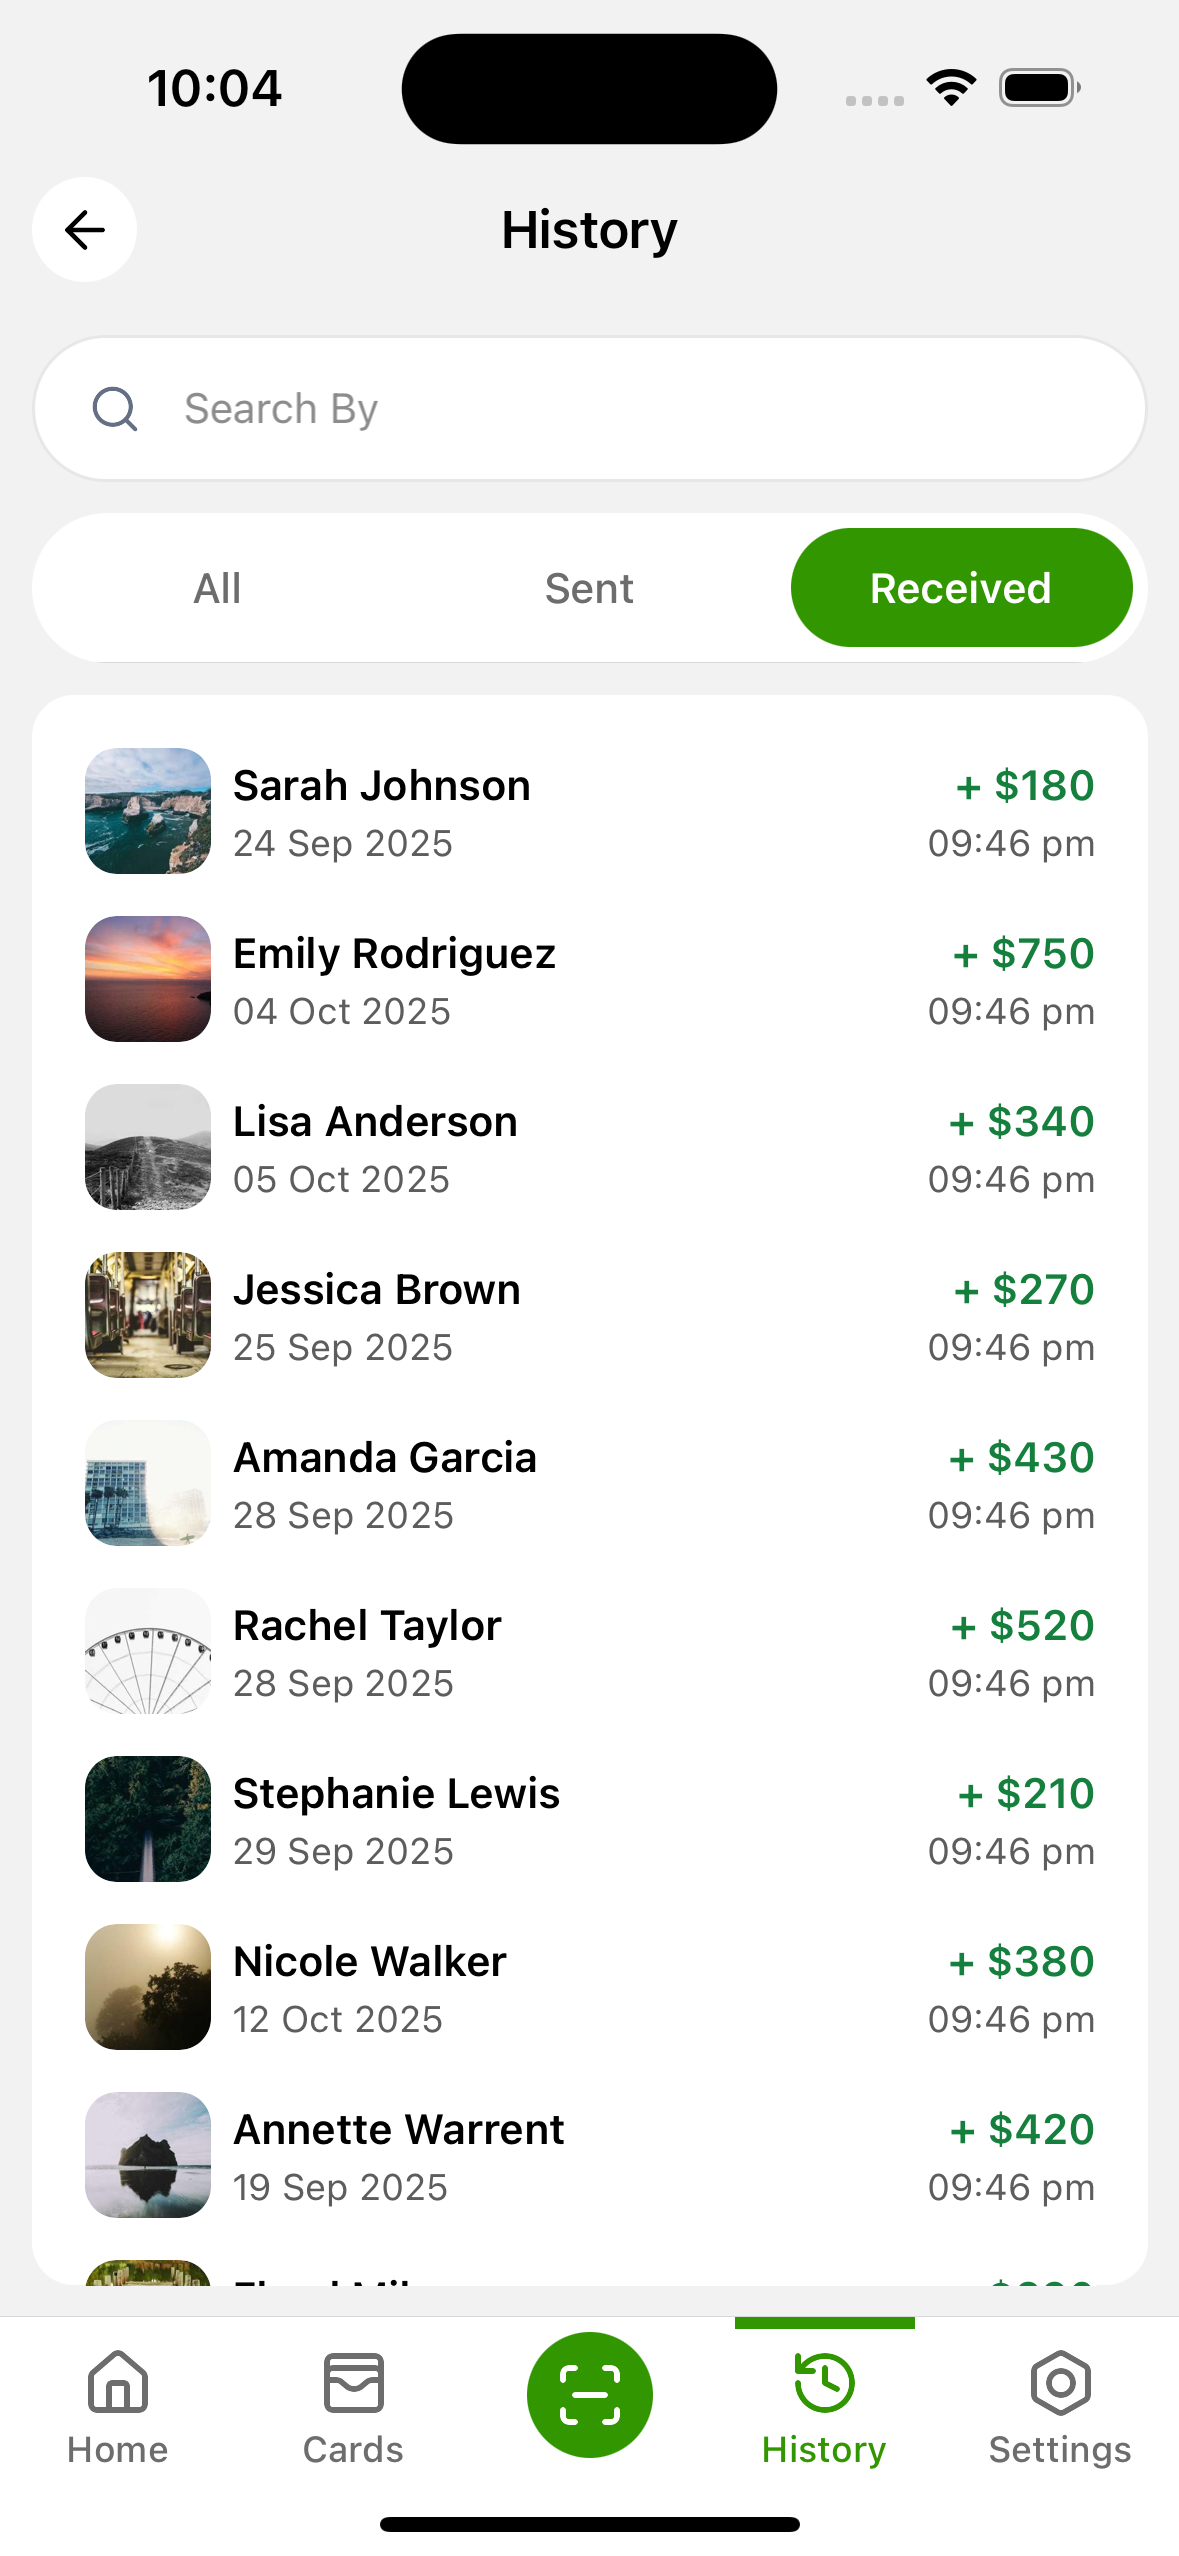 10:04
History
Search By
All
Sent
Received
Sarah Johnson
+ $180
24 Sep 2025
09:46 pm
Emily Rodriguez
+ $750
04 Oct 2025
09:46 pm
Lisa Anderson
+ $340
05 Oct 2025
09:46 pm
Jessica Brown
+ $270
25 Sep 2025
09:46 pm
Amanda Garcia
+ $430
28 Sep 2025
09:46 pm
Rachel Taylor
+ $520
28 Sep 2025
09:46 pm
Stephanie Lewis
+ $210
29 Sep 2025
09:46 pm
Nicole Walker
+ $380
12 Oct 2025
09:46 pm
Annette Warrent
+ $420
19 Sep 2025
09:46 pm
Home
Cards
History
Settings